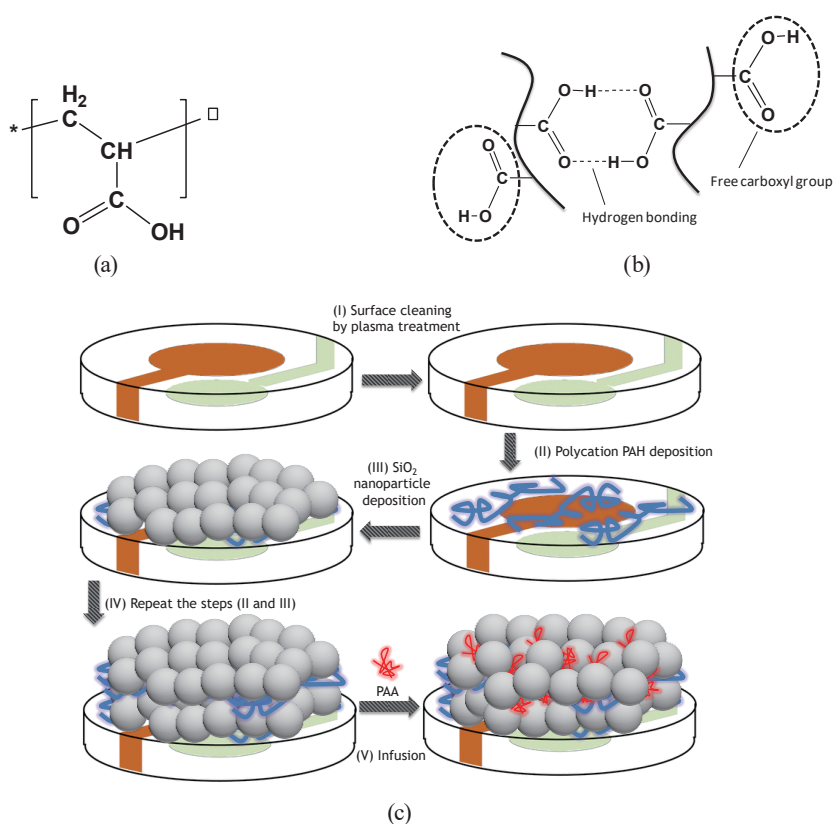 H₂
C
*
CH
C
O
OH
(a)
O-H
O
C
C
O
H-O
O
C
H-O
O-H
C
O
Free carboxyl group
Hydrogen bonding
(b)
(I) Surface cleaning
by plasma treatment
(II) Polycation PAH deposition
(III) SiO₂
nanoparticle
deposition
(IV) Repeat the steps (II and III)
PAA
(V) Infusion
(c)